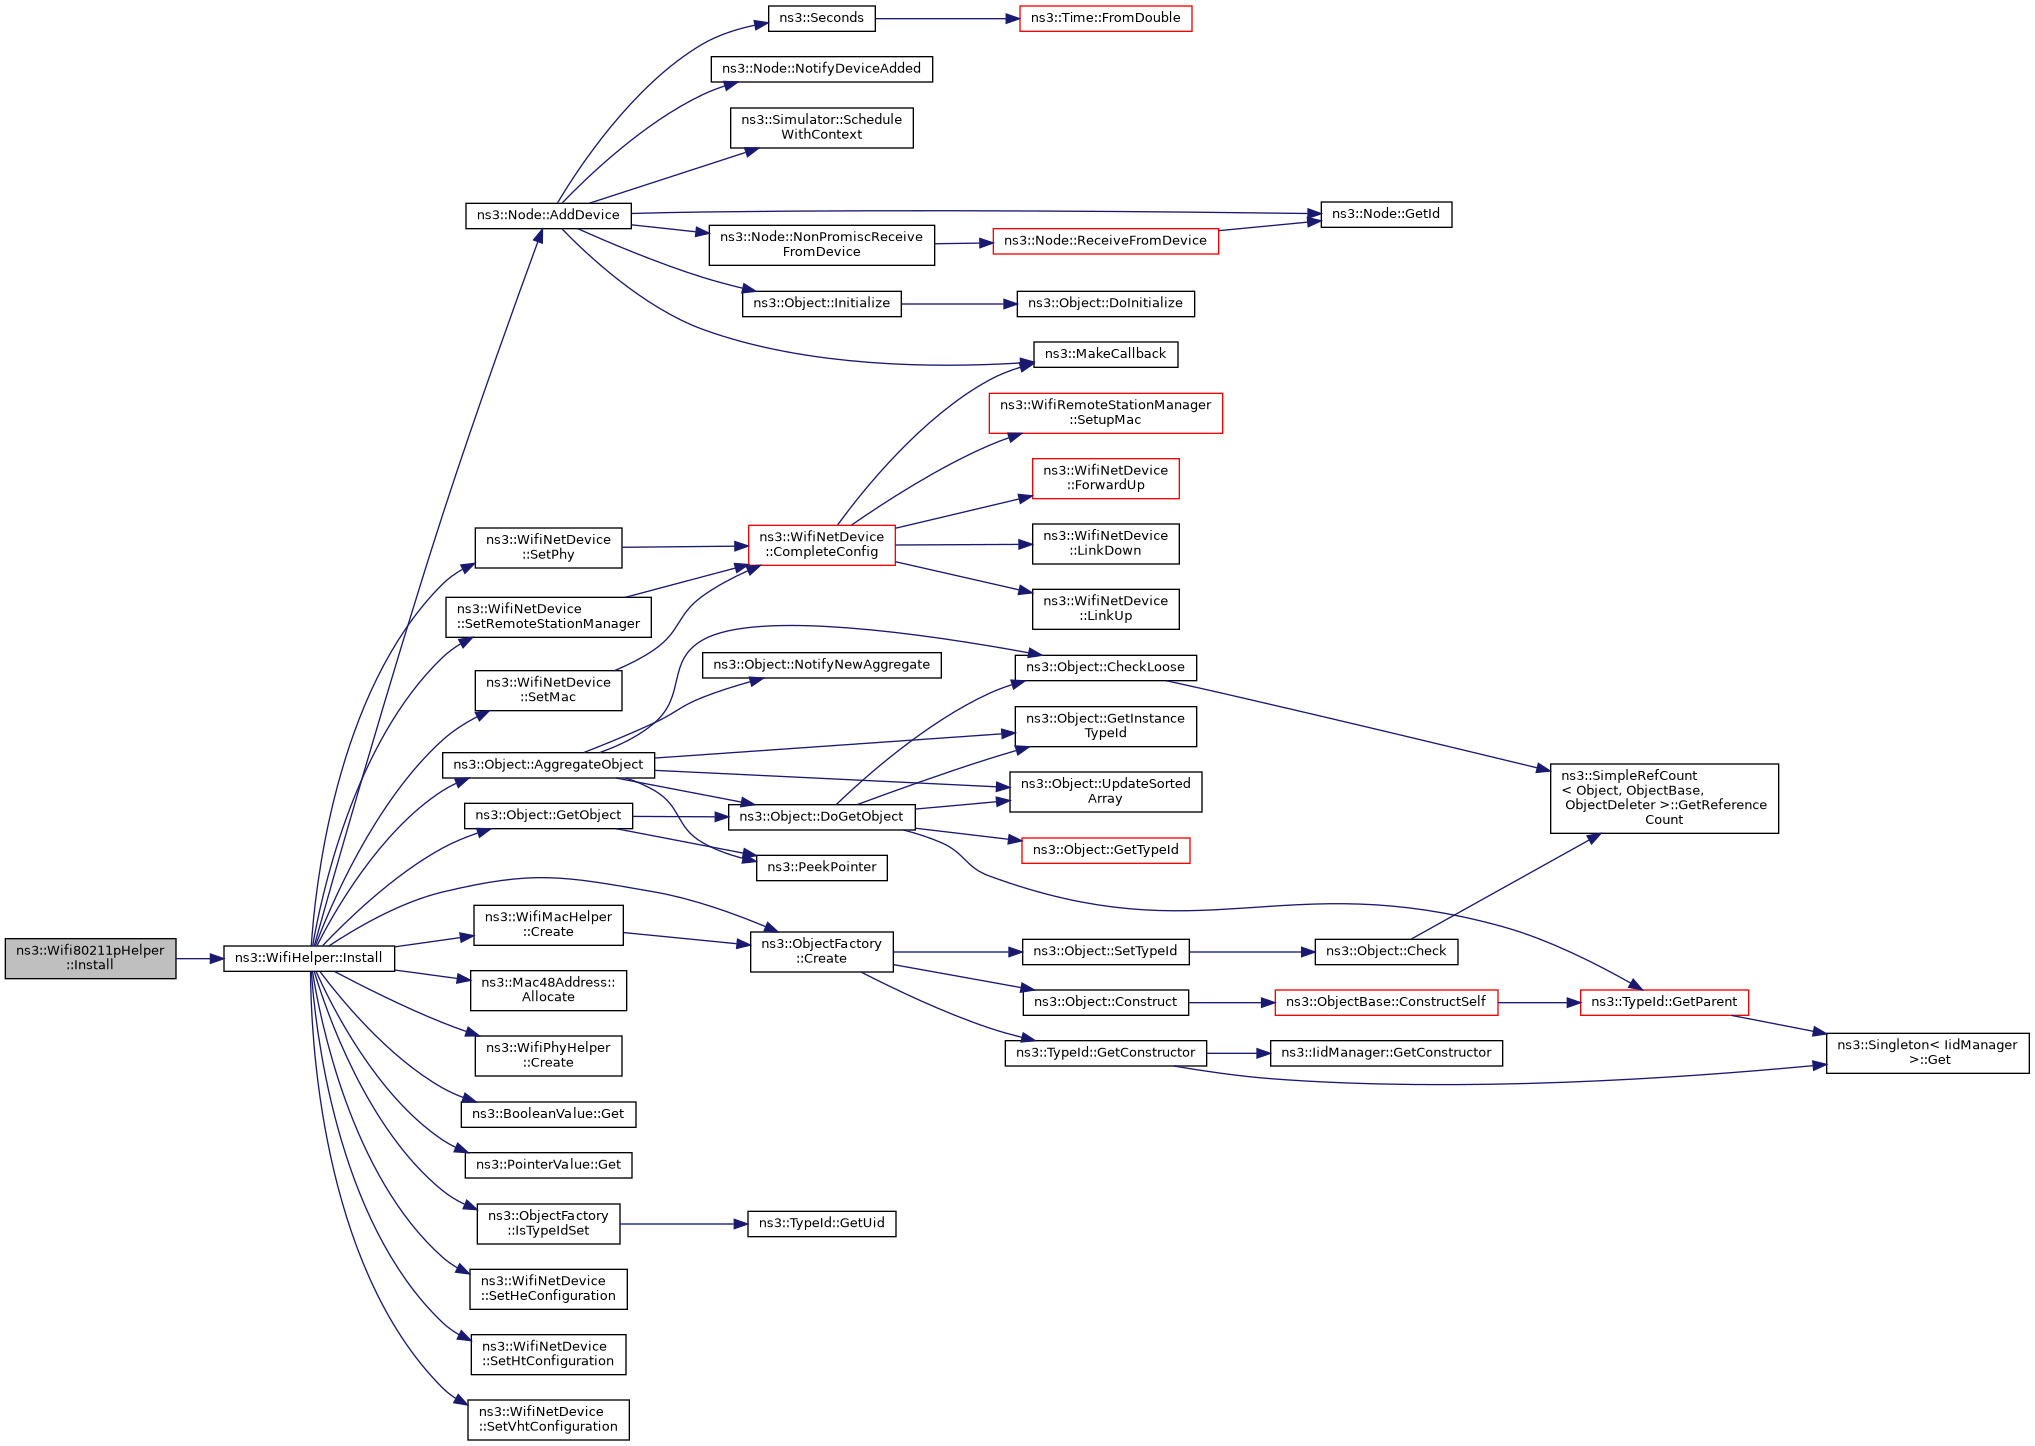 ns3::Wifi80211pHelper
::Install
ns3::WifiHelper::Install
ns3::Node::AddDevice
ns3::Seconds
ns3::Time::FromDouble
ns3::Node::NotifyDeviceAdded
ns3::Simulator::Schedule
WithContext
ns3::Node::GetId
ns3::Node::NonPromiscReceive
FromDevice
ns3::Node::ReceiveFromDevice
ns3::Object::Initialize
ns3::Object::DoInitialize
ns3::MakeCallback
ns3::WifiRemoteStationManager
::SetupMac
ns3::WifiNetDevice
::ForwardUp
ns3::WifiNetDevice
::SetPhy
ns3::WifiNetDevice
::CompleteConfig
ns3::WifiNetDevice
::LinkDown
ns3::WifiNetDevice
::LinkUp
ns3::WifiNetDevice
::SetRemoteStationManager
ns3::WifiNetDevice
::SetMac
ns3::Object::NotifyNewAggregate
ns3::Object::CheckLoose
ns3::Object::GetInstance
TypeId
ns3::Object::AggregateObject
ns3::Object::UpdateSorted
Array
ns3::SimpleRefCount
< Object, ObjectBase,
ObjectDeleter >::GetReference
Count
ns3::Object::GetObject
ns3::Object::DoGetObject
ns3::Object::GetTypeId
ns3::PeekPointer
ns3::WifiMacHelper
::Create
ns3::ObjectFactory
::Create
ns3::Object::SetTypeId
ns3::Object::Check
ns3::Mac48Address::
Allocate
ns3::Object::Construct
ns3::ObjectBase::ConstructSelf
ns3::TypeId::GetParent
ns3::WifiPhyHelper
::Create
ns3::TypeId::GetConstructor
ns3::IidManager::GetConstructor
ns3::Singleton< IidManager
>::Get
ns3::BooleanValue::Get
ns3::PointerValue::Get
ns3::ObjectFactory
::IsTypeIdSet
ns3::TypeId::GetUid
ns3::WifiNetDevice
::SetHeConfiguration
ns3::WifiNetDevice
::SetHtConfiguration
ns3::WifiNetDevice
::SetVhtConfiguration